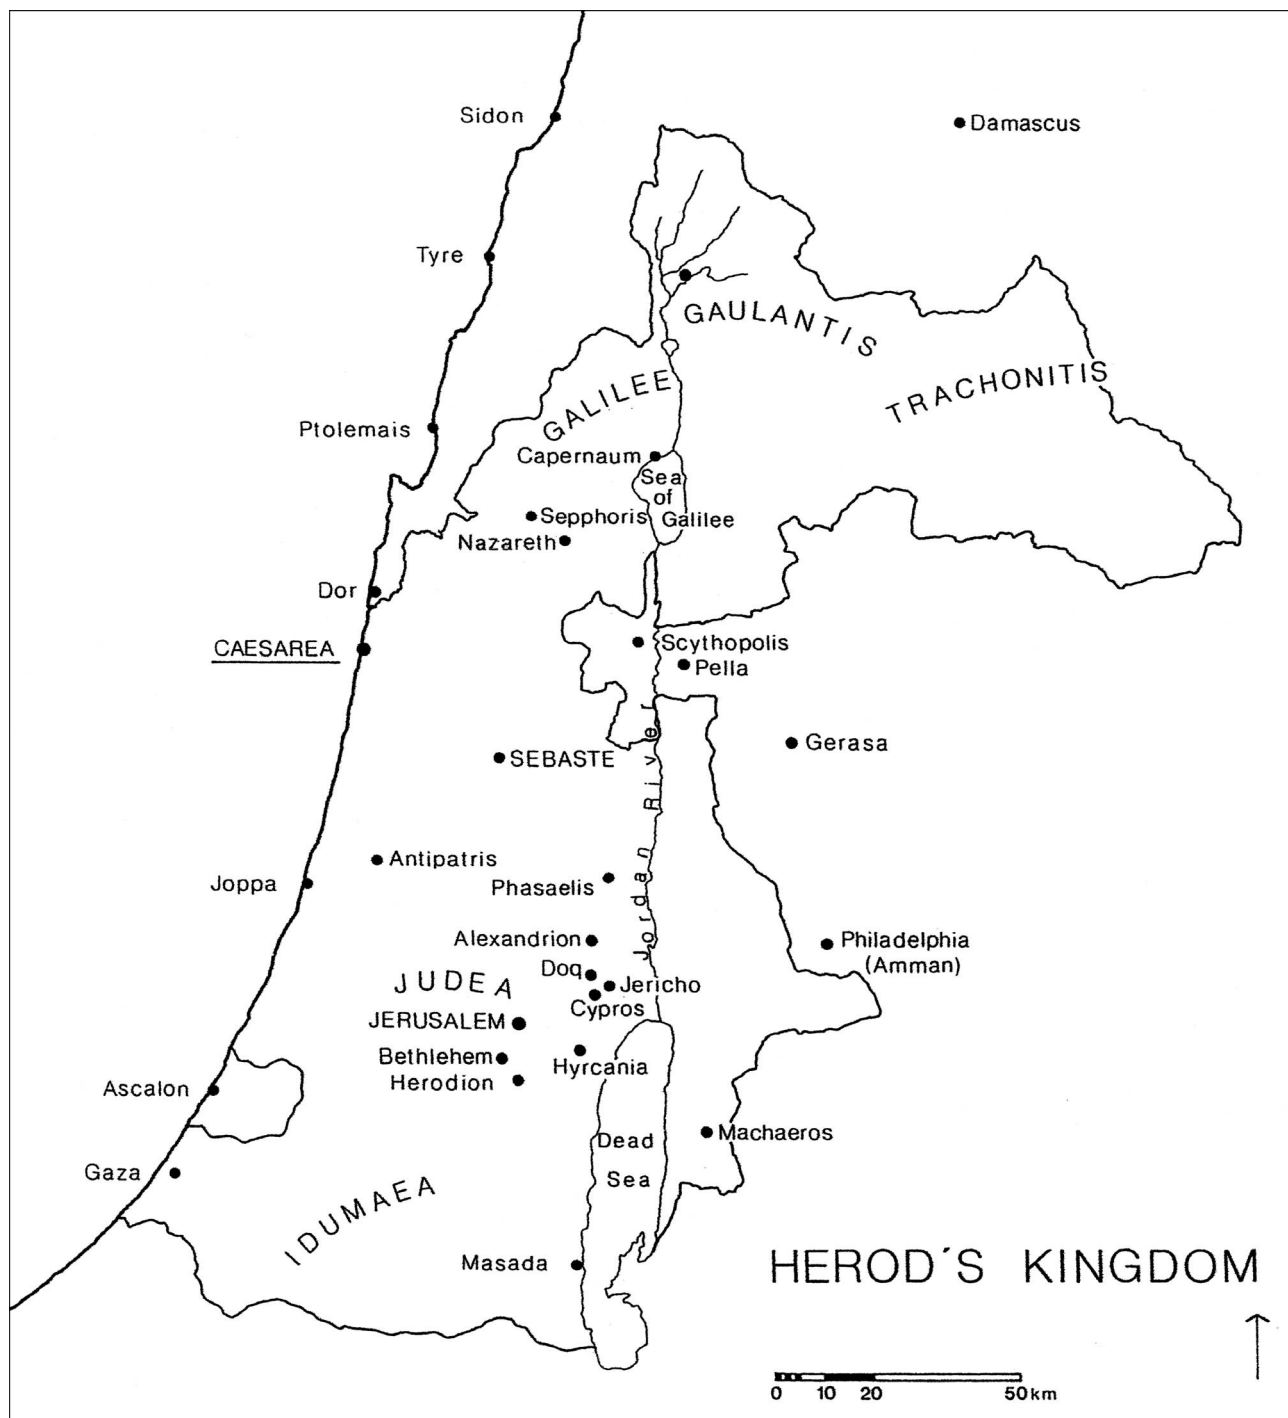 Sidon
Damascus
Tyre
GAULANTIS
TRACHONITIS
GALILEE
Ptolemais
Capernaum
Sea
of
Galilee
Sepphoris
Nazareth
Dor
CAESAREA
Scythopolis
Pella
Jordan River
Gerasa
SEBASTE
Antipatris
Joppa
Phasaelis
Alexandrion
Philadelphia
(Amman)
Doq
JUDEA
Jericho
Cypros
JERUSALEM
Bethlehem
Hyrcania
Herodion
Ascalon
Dead
Sea
Machaeros
Gaza
IDUMAEA
Masada
HEROD´S KINGDOM
0 10 20 50 km